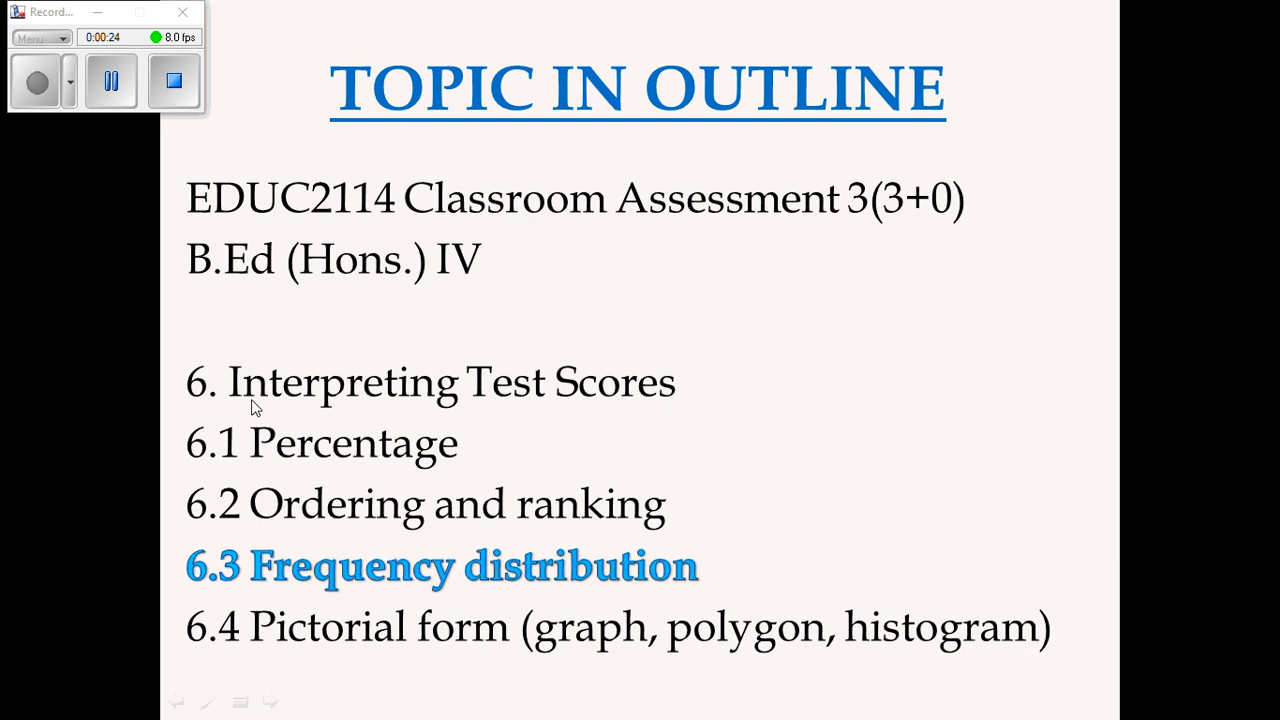 Record...
Menu
0:00:24
8.0 fps
TOPIC IN OUTLINE
EDUC2114 Classroom Assessment 3(3+0)
B.Ed (Hons.) IV
6. Interpreting Test Scores
6.1 Percentage
6.2 Ordering and ranking
6.3 Frequency distribution
6.4 Pictorial form (graph, polygon, histogram)